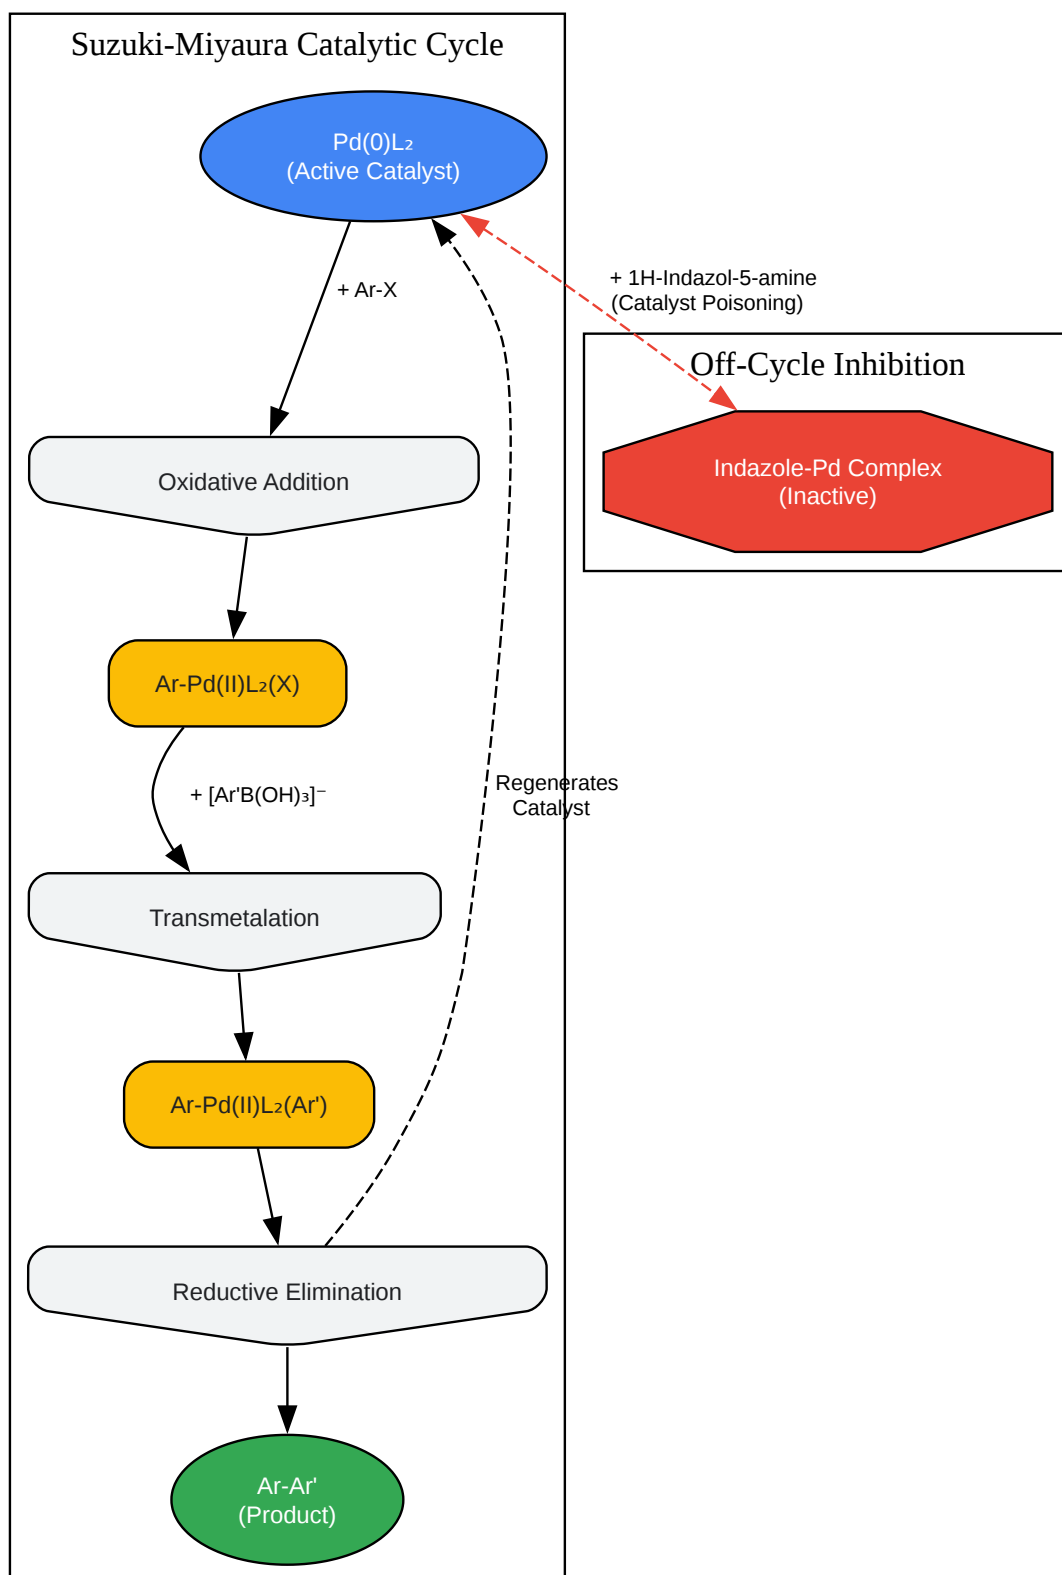 Suzuki-Miyaura Catalytic Cycle
Pd(0)L₂
(Active Catalyst)
+ Ar-X
+ 1H-Indazol-5-amine
(Catalyst Poisoning)
Off-Cycle Inhibition
Indazole-Pd Complex
(Inactive)
Oxidative Addition
Ar-Pd(II)L₂(X)
+ [Ar'B(OH)₃]⁻
Regenerates
Catalyst
Transmetalation
Ar-Pd(II)L₂(Ar')
Reductive Elimination
Ar-Ar'
(Product)